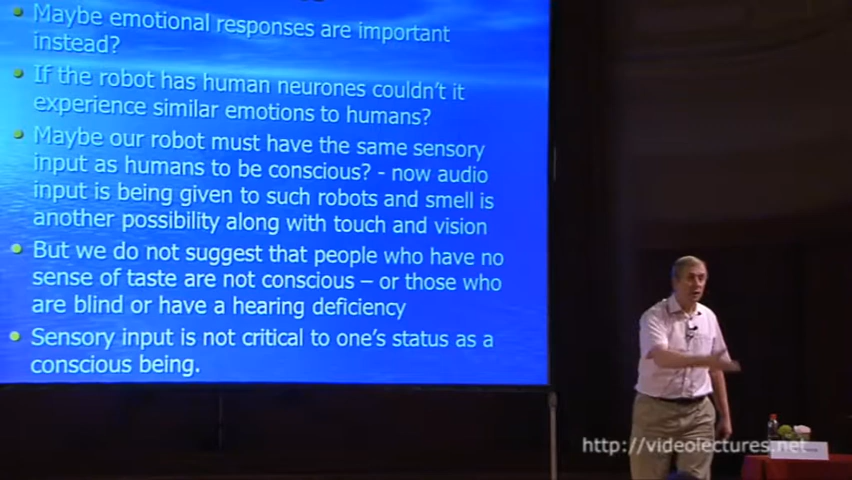 Maybe emotional responses are important
instead?
If the robot has human neurones couldn't it
experience similar emotions to humans?
Maybe our robot must have the same sensory
input as humans to be conscious? - now audio
input is being given to such robots and smell is
another possibility along with touch and vision
But we do not suggest that people who have no
sense of taste are not conscious – or those who
are blind or have a hearing deficiency
Sensory input is not critical to one's status as a
conscious being.
http://videolectures.net